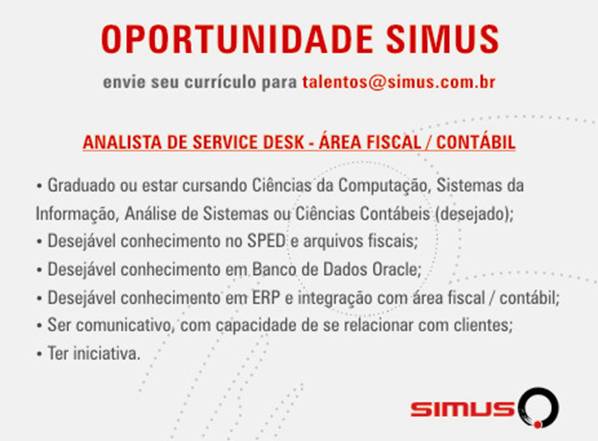 OPORTUNIDADE SIMUS
envie seu currículo para talentos@simus.com.br
ANALISTA DE SERVICE DESK - ÁREA FISCAL / CONTÁBIL
• Graduado ou estar cursando Ciências da Computação, Sistemas da
Informação, Análise de Sistemas ou Ciências Contábeis (desejado);
• Desejável conhecimento no SPED e arquivos fiscais;
• Desejável conhecimento em Banco de Dados Oracle;
• Desejável conhecimento em ERP e integração com área fiscal / contábil;
• Ser comunicativo, com capacidade de se relacionar com clientes;
• Ter iniciativa.
SIMUS